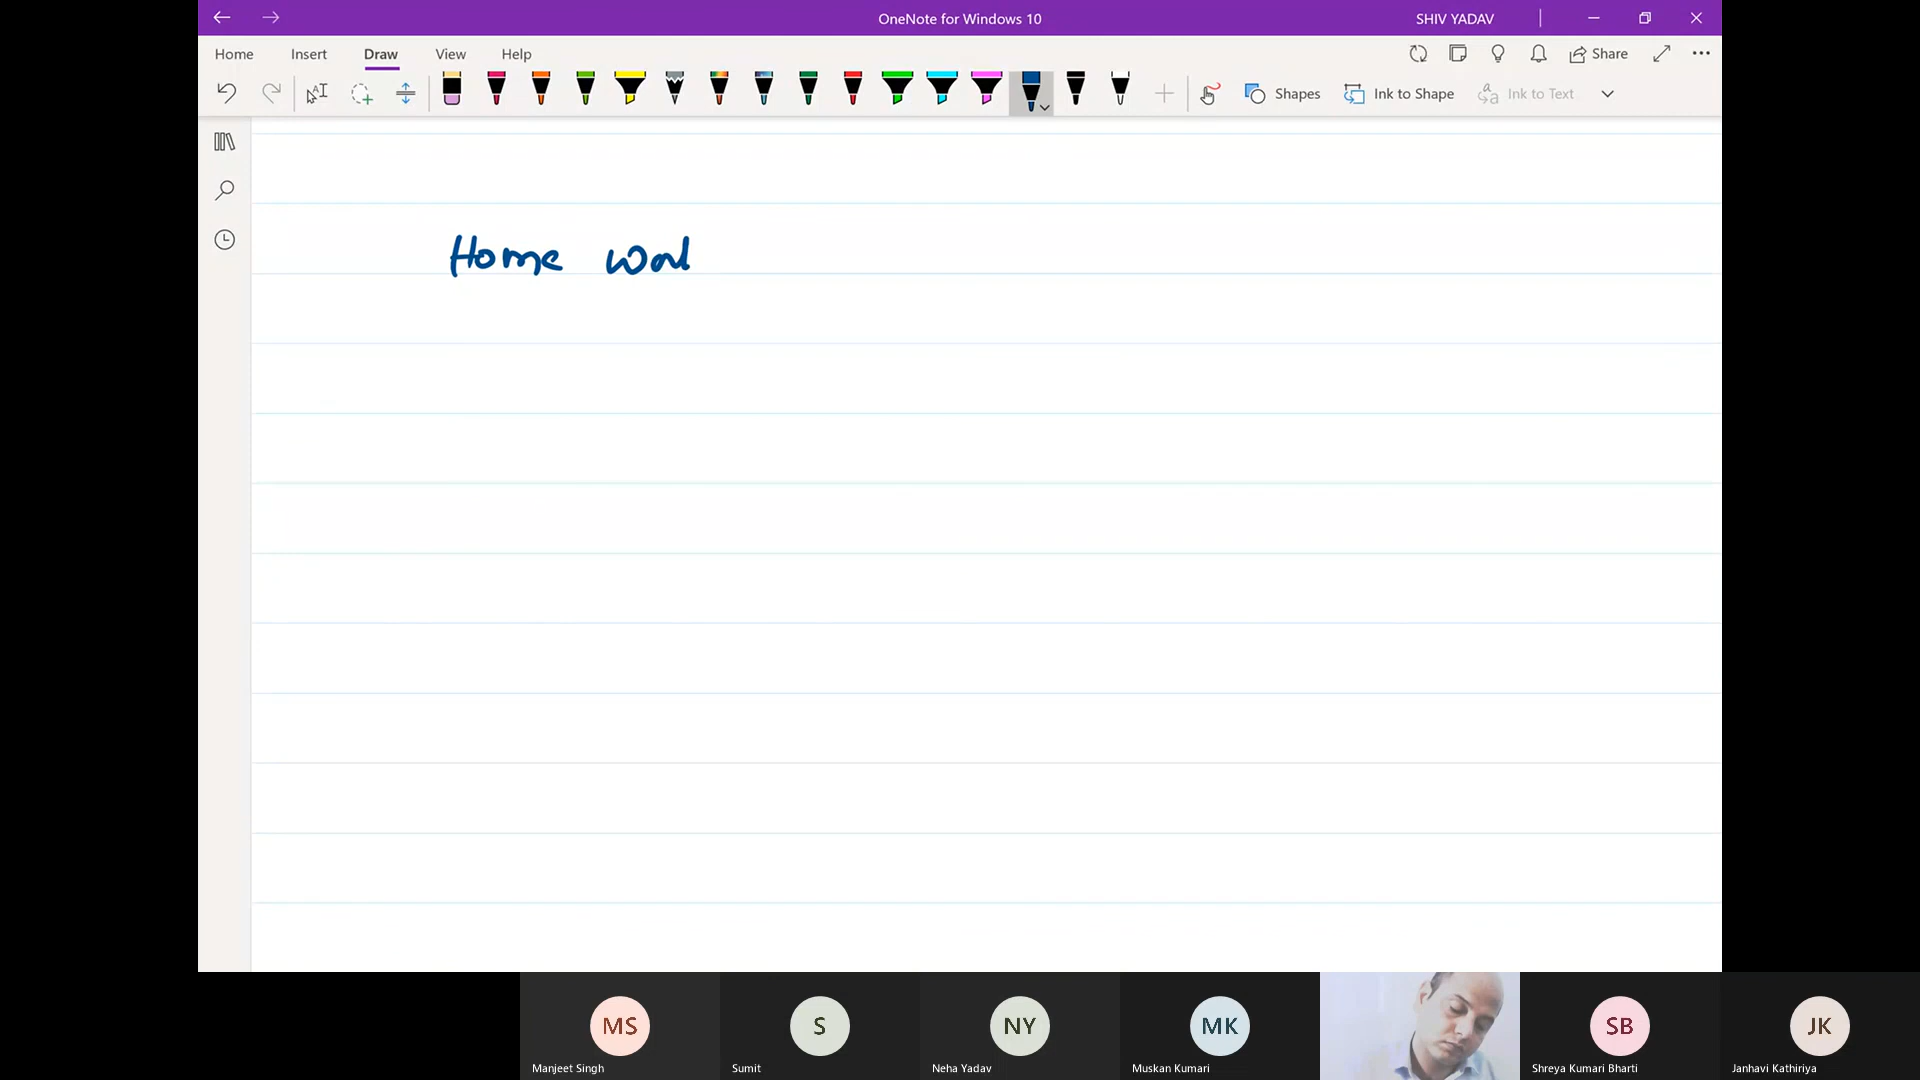 OneNote for Windows 10
SHIV YADAV
Home Insert Draw View Help
Share
Shapes Ink to Shape Ink to Text
Home
MS S NY MK SB JK
Manjeet Singh Sumit Neha Yadav Muskan Kumari Shreya Kumari Bharti Janhavi Kathiriya